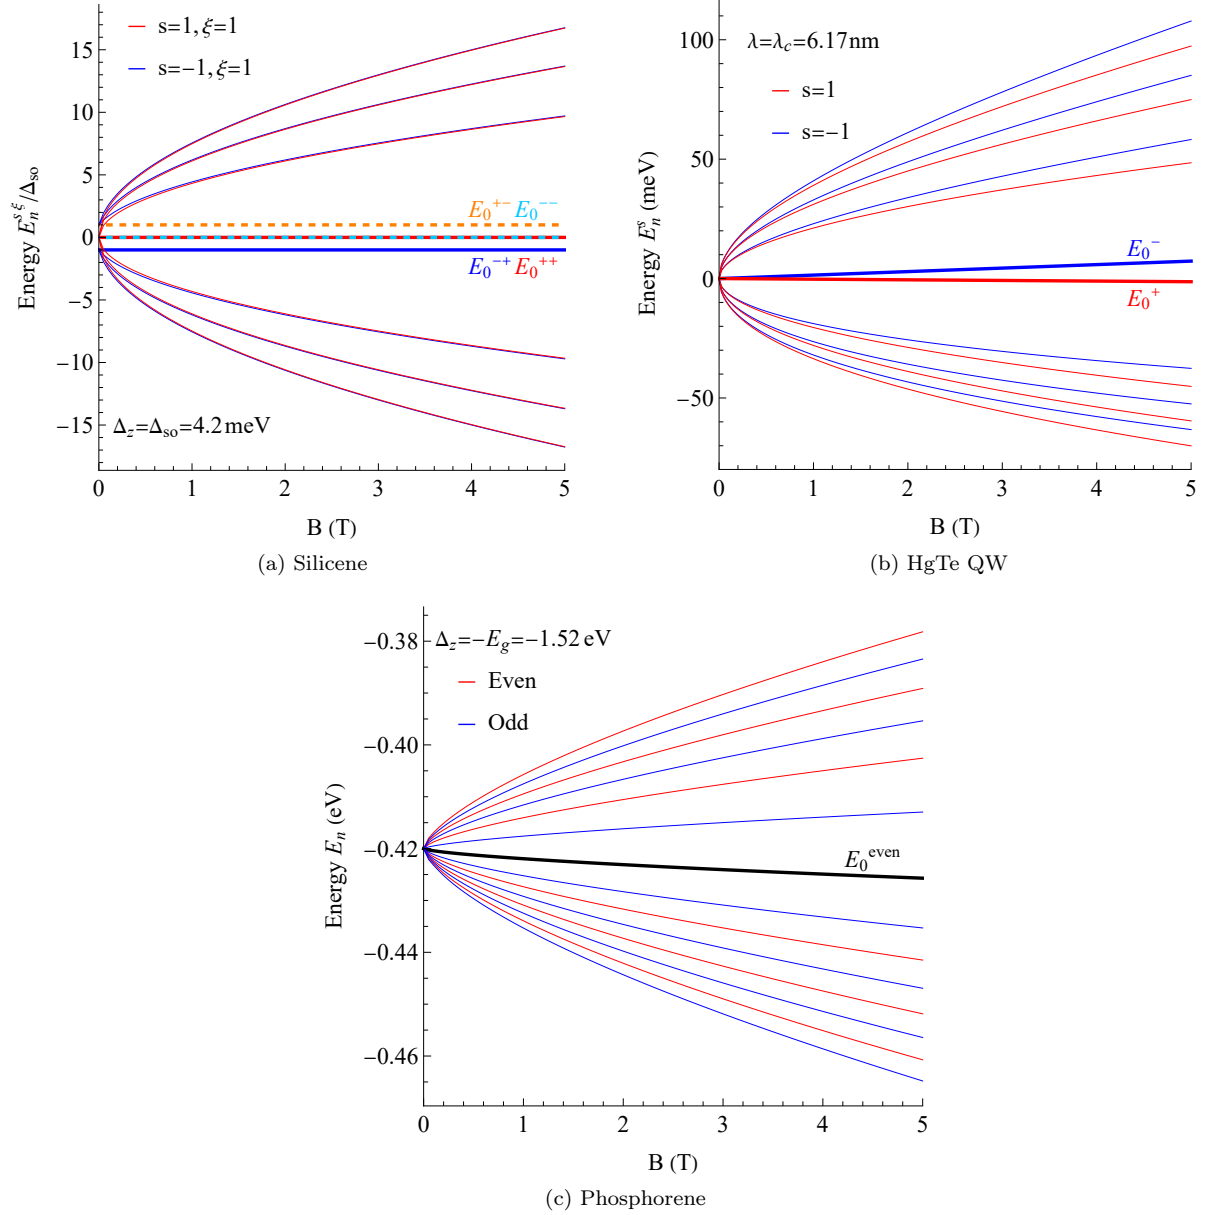 s=1, ξ=1
s=−1, ξ=1
15
10
5
0
−5
−10
−15
Energy E_n^{s ξ}/Δ_so
E_0^{+−} E_0^{−−}
E_0^{−+} E_0^{++}
Δ_z=Δ_so=4.2 meV
0 1 2 3 4 5
B (T)
(a) Silicene
λ=λ_c=6.17nm
s=1
s=−1
100
50
0
−50
Energy E_n^s (meV)
E_0^−
E_0^+
0 1 2 3 4 5
B (T)
(b) HgTe QW
Δ_z=−E_g=−1.52 eV
Even
Odd
−0.38
−0.40
−0.42
−0.44
−0.46
Energy E_n (eV)
E_0^{even}
0 1 2 3 4 5
B (T)
(c) Phosphorene